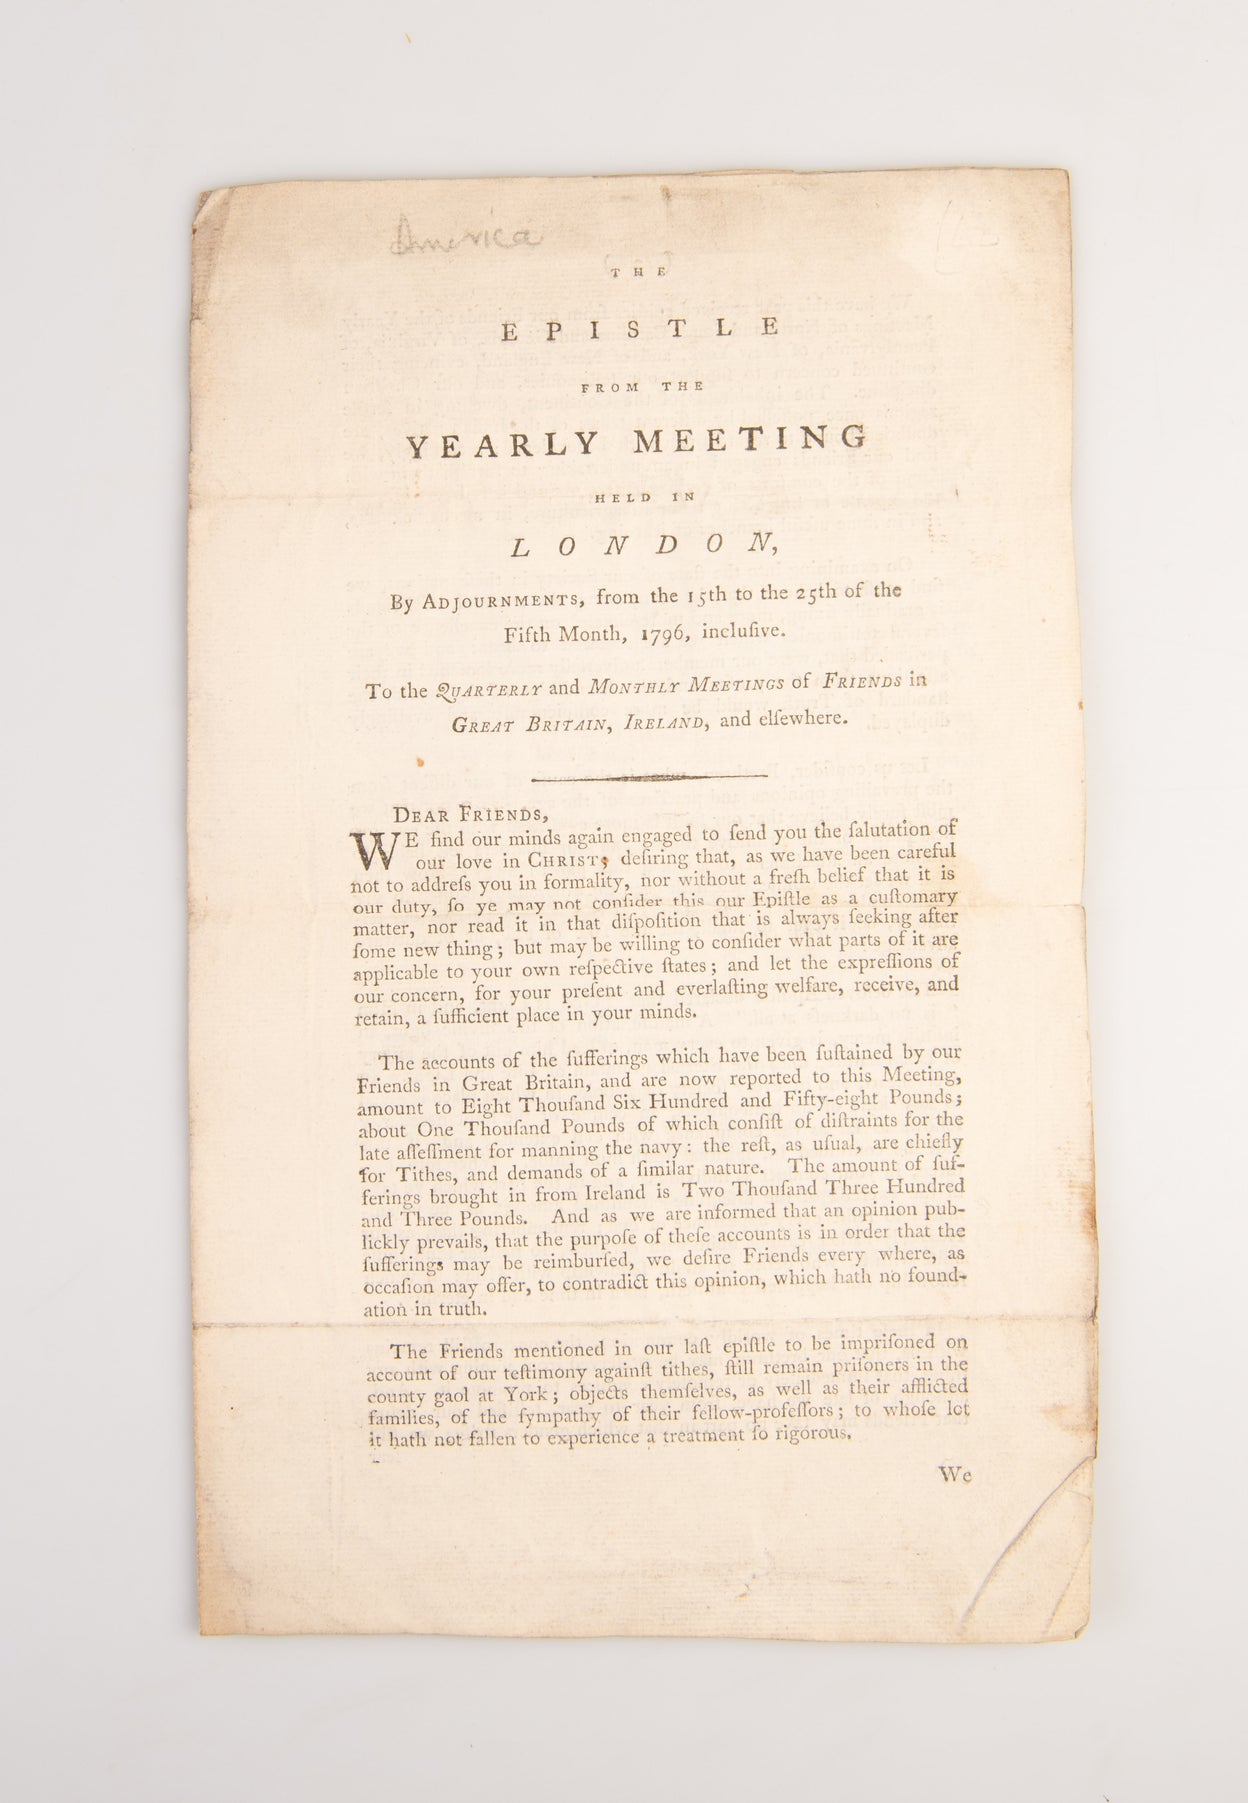 America
THE
EPISTLE
FROM THE
YEARLY MEETING
HELD IN
LONDON,
By ADJOURNMENTS, from the 15th to the 25th of the
Fifth Month, 1796, incluſive.
To the QUARTERLY and MONTHLY MEETINGS of FRIENDS in
GREAT BRITAIN, IRELAND, and elſewhere.
DEAR FRIENDS,
WE find our minds again engaged to ſend you the ſalutation of
our love in CHRIST; deſiring that, as we have been careful
not to addreſs you in formality, nor without a freſh belief that it is
our duty, ſo ye may not conſider this our Epiſtle as a cuſtomary
matter, nor read it in that diſpoſition that is always ſeeking after
ſome new thing; but may be willing to conſider what parts of it are
applicable to your own reſpective ſtates; and let the expreſſions of
our concern, for your preſent and everlaſting welfare, receive, and
retain, a ſufficient place in your minds.
The accounts of the ſufferings which have been ſuſtained by our
Friends in Great Britain, and are now reported to this Meeting,
amount to Eight Thouſand Six Hundred and Fifty-eight Pounds;
about One Thouſand Pounds of which conſiſt of diſtraints for the
late aſſeſſment for manning the navy: the reſt, as uſual, are chiefly
for Tithes, and demands of a ſimilar nature. The amount of ſuf-
ferings brought in from Ireland is Two Thouſand Three Hundred
and Three Pounds. And as we are informed that an opinion pub-
lickly prevails, that the purpoſe of theſe accounts is in order that the
ſufferings may be reimburſed, we deſire Friends every where, as
occaſion may offer, to contradict this opinion, which hath no found-
ation in truth.
The Friends mentioned in our laſt epiſtle to be impriſoned on
account of our teſtimony againſt tithes, ſtill remain priſoners in the
county gaol at York; objects themſelves, as well as their afflicted
families, of the ſympathy of their fellow-profeſſors; to whoſe lot
it hath not fallen to experience a treatment ſo rigorous.
We